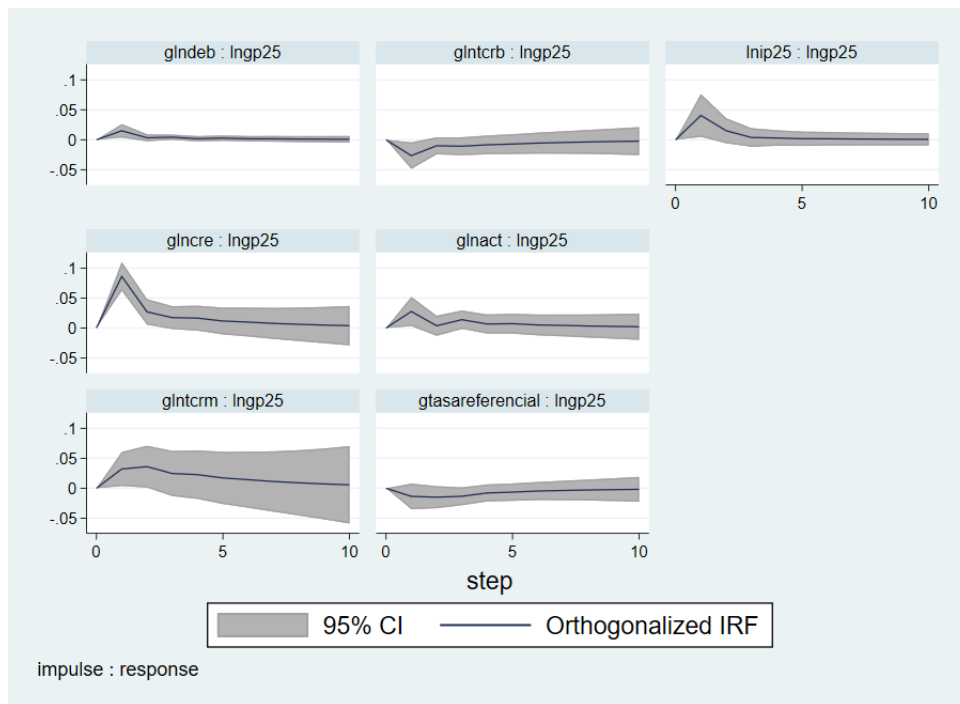 glndeb : lngp25
glntcrb : lngp25
lnip25 : lngp25
.1
.05
0
-.05
0 5 10
glncre : lngp25
glnact : lngp25
.1
.05
0
-.05
glntcrm : lngp25
gtasareferencial : lngp25
.1
.05
0
-.05
0 5 10
0 5 10
step
95% CI
Orthogonalized IRF
impulse : response